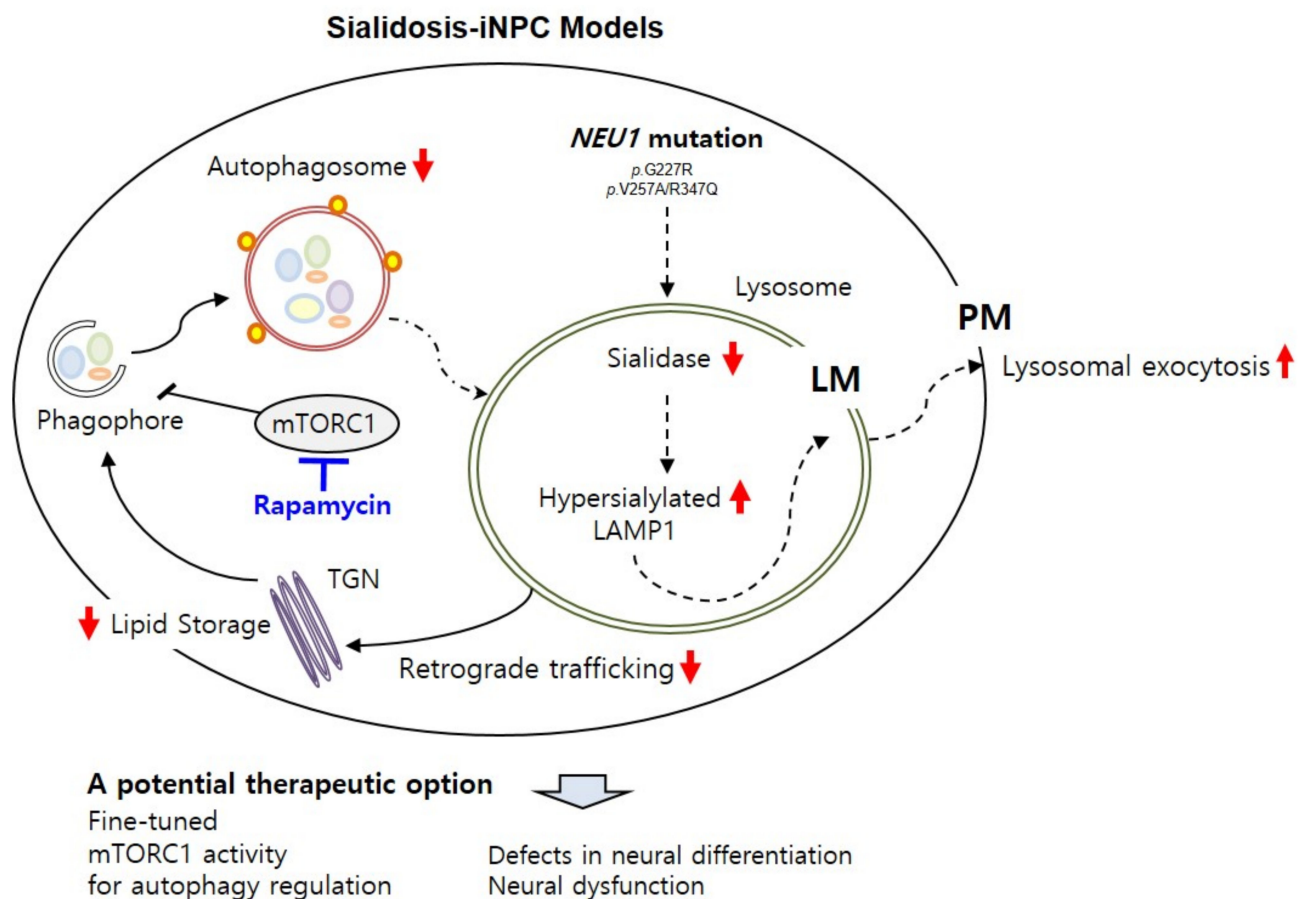 Sialidosis-iNPC Models
NEU1 mutation
p.G227R
p.V257A/R347Q
Autophagosome
Lysosome
PM
Sialidase
LM
Lysosomal exocytosis
Phagophore
mTORC1
Rapamycin
Hypersialylated
LAMP1
TGN
Lipid Storage
Retrograde trafficking
A potential therapeutic option
Fine-tuned
mTORC1 activity
for autophagy regulation
Defects in neural differentiation
Neural dysfunction